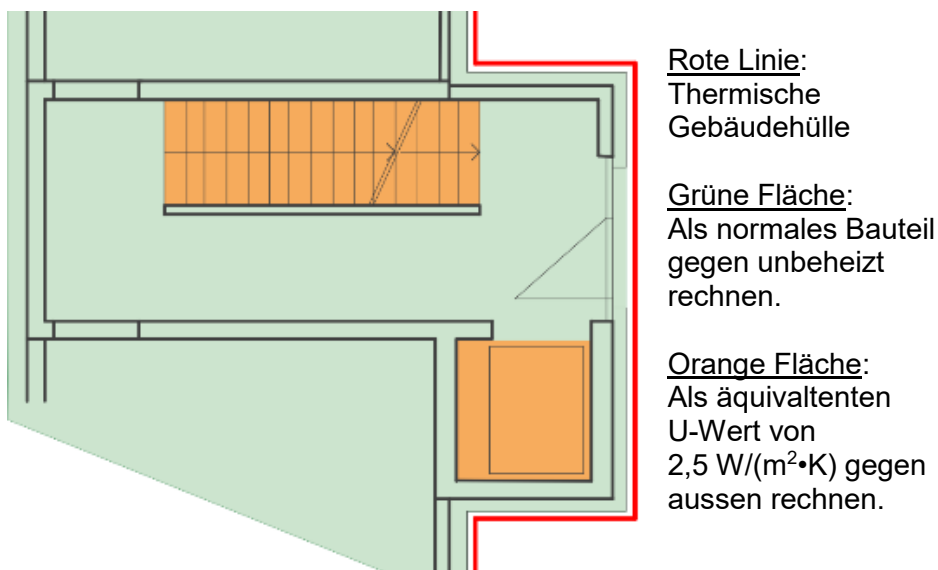 Rote Linie:
Thermische
Gebäudehülle
Grüne Fläche:
Als normales Bauteil
gegen unbeheizt
rechnen.
Orange Fläche:
Als äquivaltenten
U-Wert von
2,5 W/(m²•K) gegen
aussen rechnen.